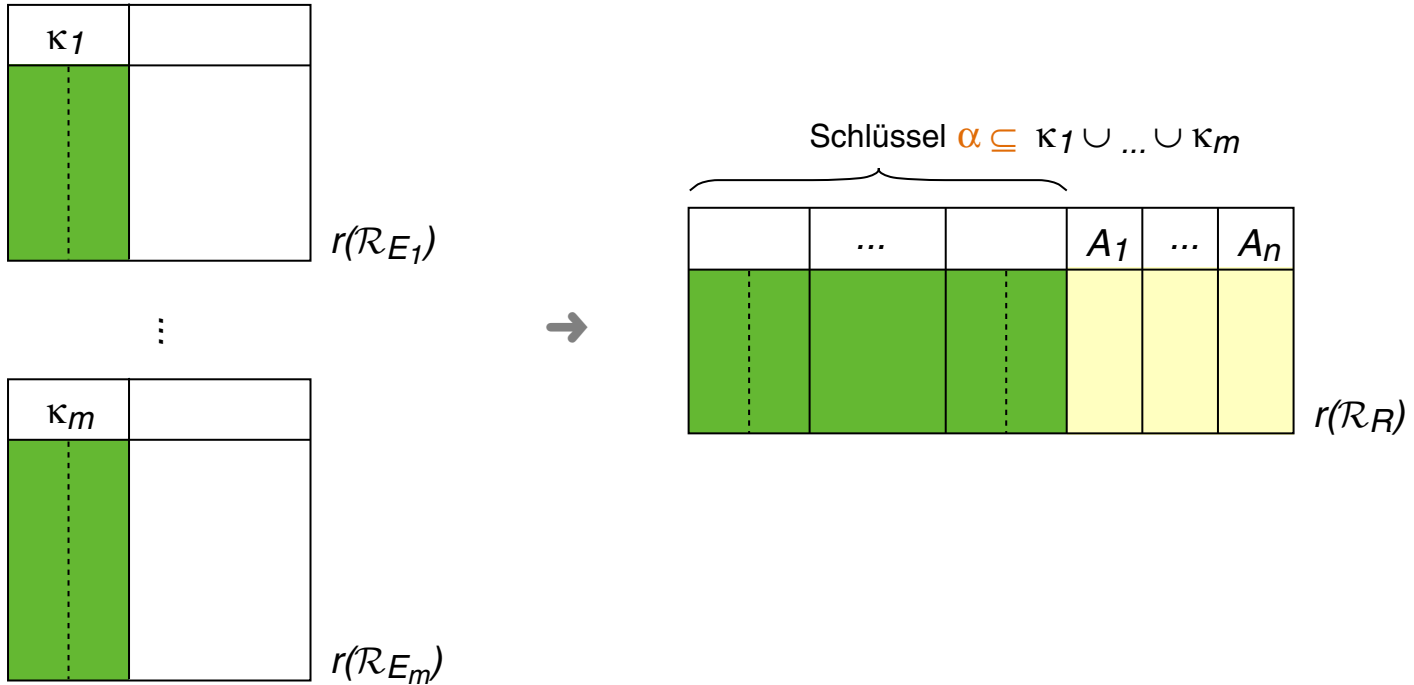 κ1
r(ℛE1)
⋮
κm
r(ℛEm)
➜
Schlüssel α ⊆ κ1 ∪ ... ∪ κm
... A1 ... An
r(ℛR)